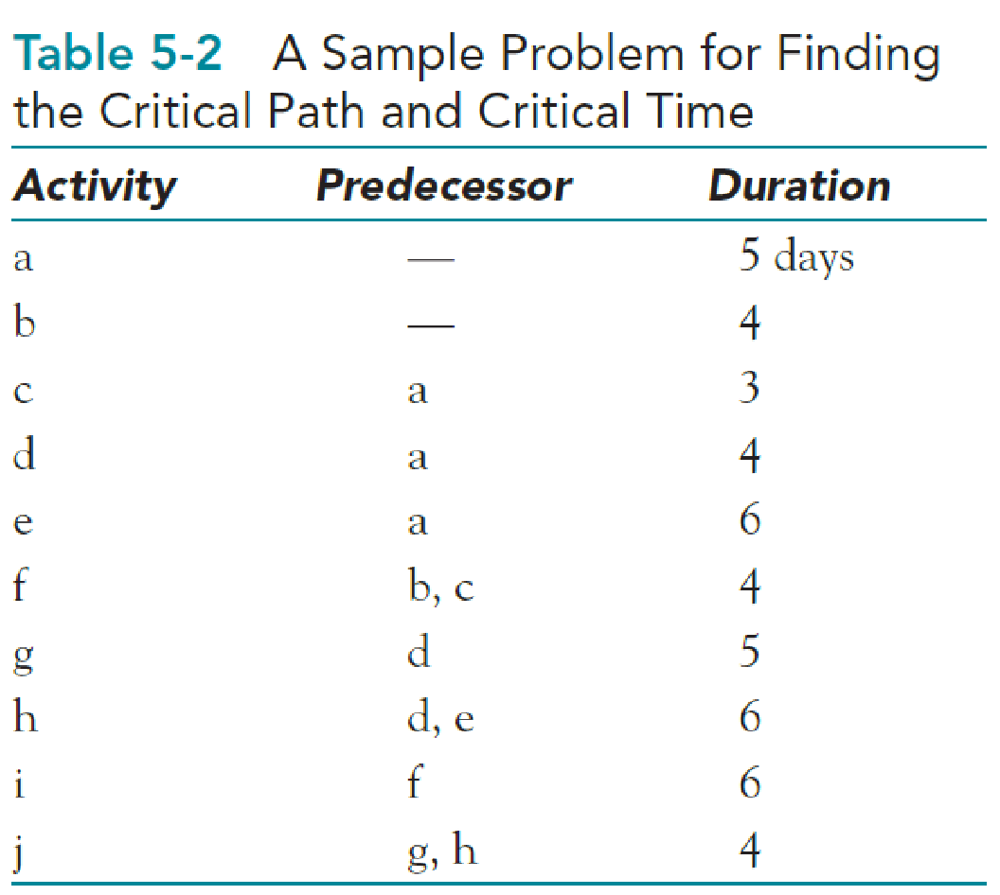 Table 5-2 A Sample Problem for Finding
the Critical Path and Critical Time
Activity Predecessor Duration
a — 5 days
b — 4
c a 3
d a 4
e a 6
f b, c 4
g d 5
h d, e 6
i f 6
j g, h 4